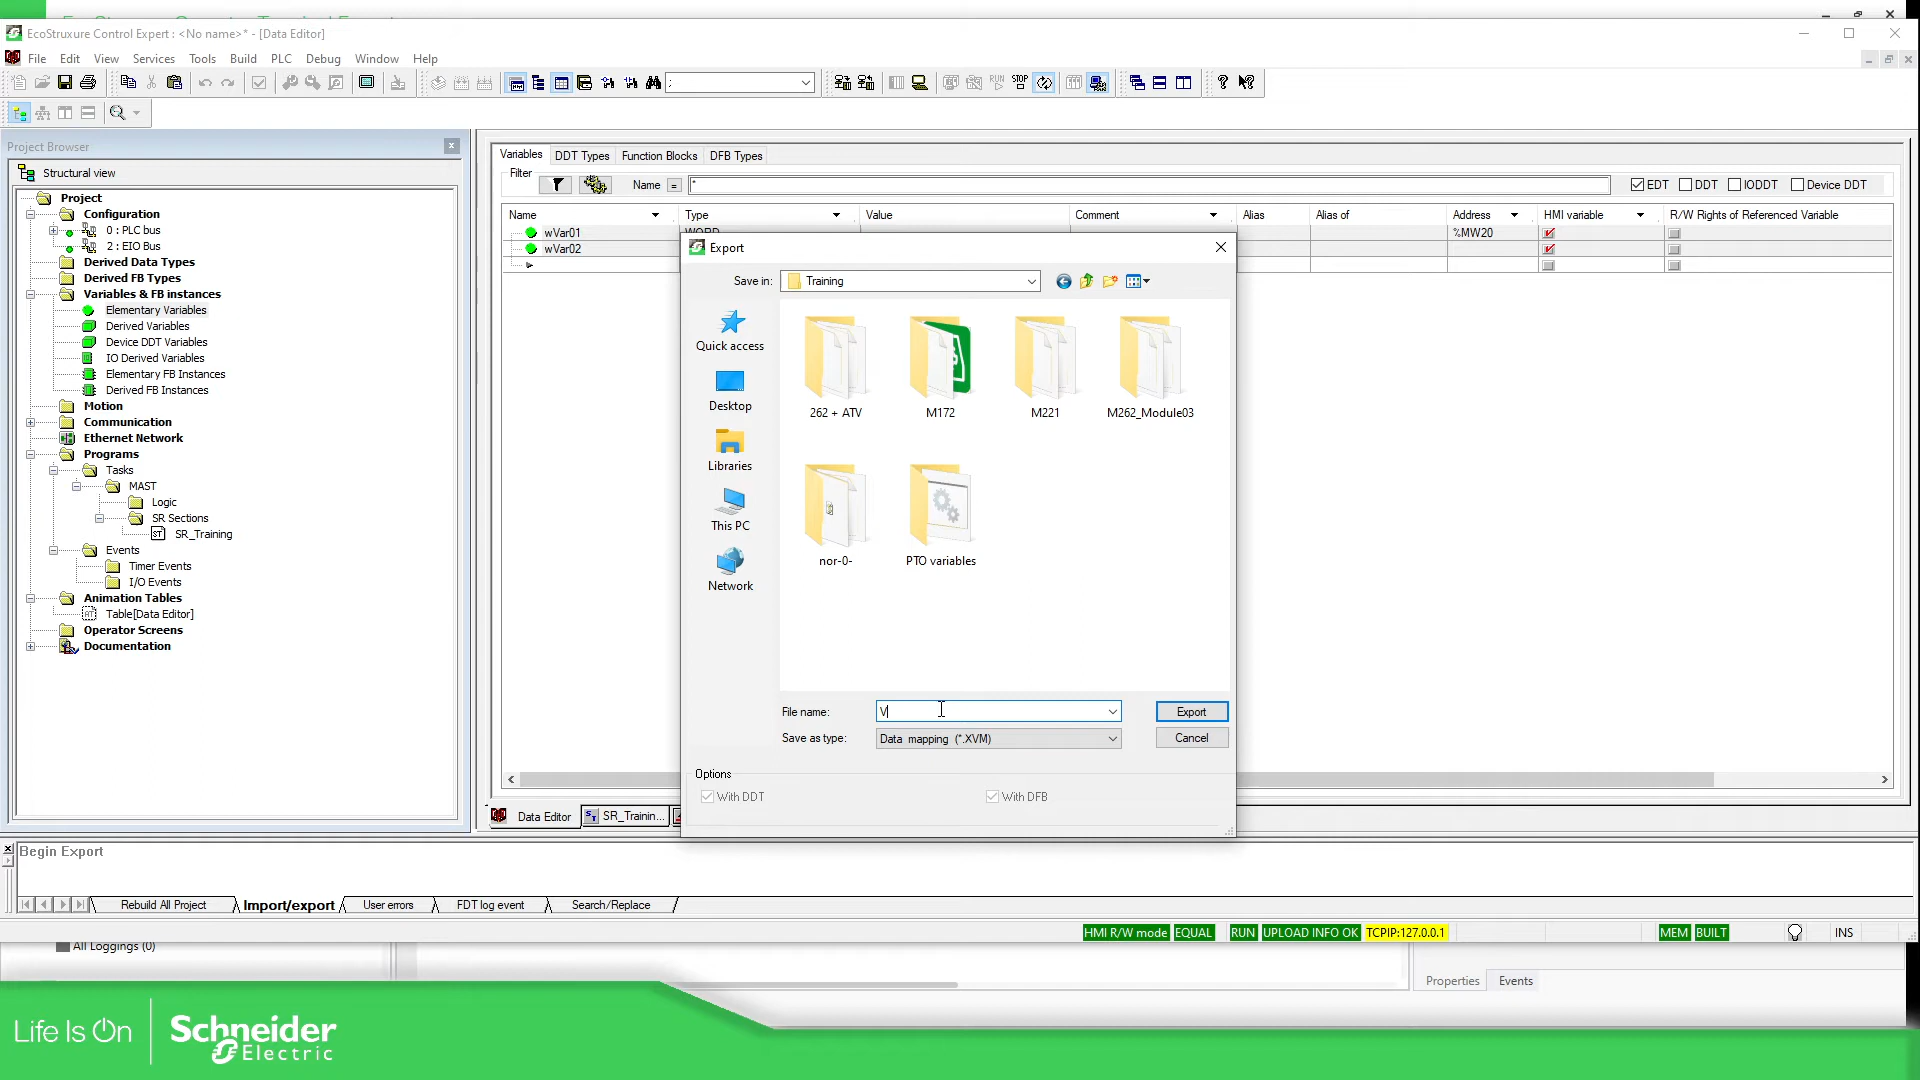 EcoStruxure Control Expert : <No name>* - [Data Editor]
File Edit View Services Tools Build PLC Debug Window Help
RUN STOP
;
Project Browser
Structural view
Project
Configuration
0 : PLC bus
2 : EIO Bus
Derived Data Types
Derived FB Types
Variables & FB instances
Elementary Variables
Derived Variables
Device DDT Variables
IO Derived Variables
Elementary FB Instances
Derived FB Instances
Motion
Communication
Ethernet Network
Programs
Tasks
MAST
Logic
SR Sections
SR_Training
Events
Timer Events
I/O Events
Animation Tables
Table[Data Editor]
Operator Screens
Documentation
Variables DDT Types Function Blocks DFB Types
Filter
Name = *
EDT DDT IODDT Device DDT
Name Type Value Comment Alias Alias of Address HMI variable R/W Rights of Referenced Variable
wVar01 WORD %MW20
wVar02
Export
Save in: Training
Quick access
Desktop
Libraries
This PC
Network
262 + ATV M172 M221 M262_Module03
nor-0- PTO variables
File name: V Export
Save as type: Data mapping (*.XVM) Cancel
Options
With DDT With DFB
Data Editor SR_Trainin...
Begin Export
Rebuild All Project Import/export User errors FDT log event Search/Replace
HMI R/W mode EQUAL RUN UPLOAD INFO OK TCPIP:127.0.0.1 MEM BUILT INS
All Loggings (0)
Properties Events
Life Is On Schneider Electric